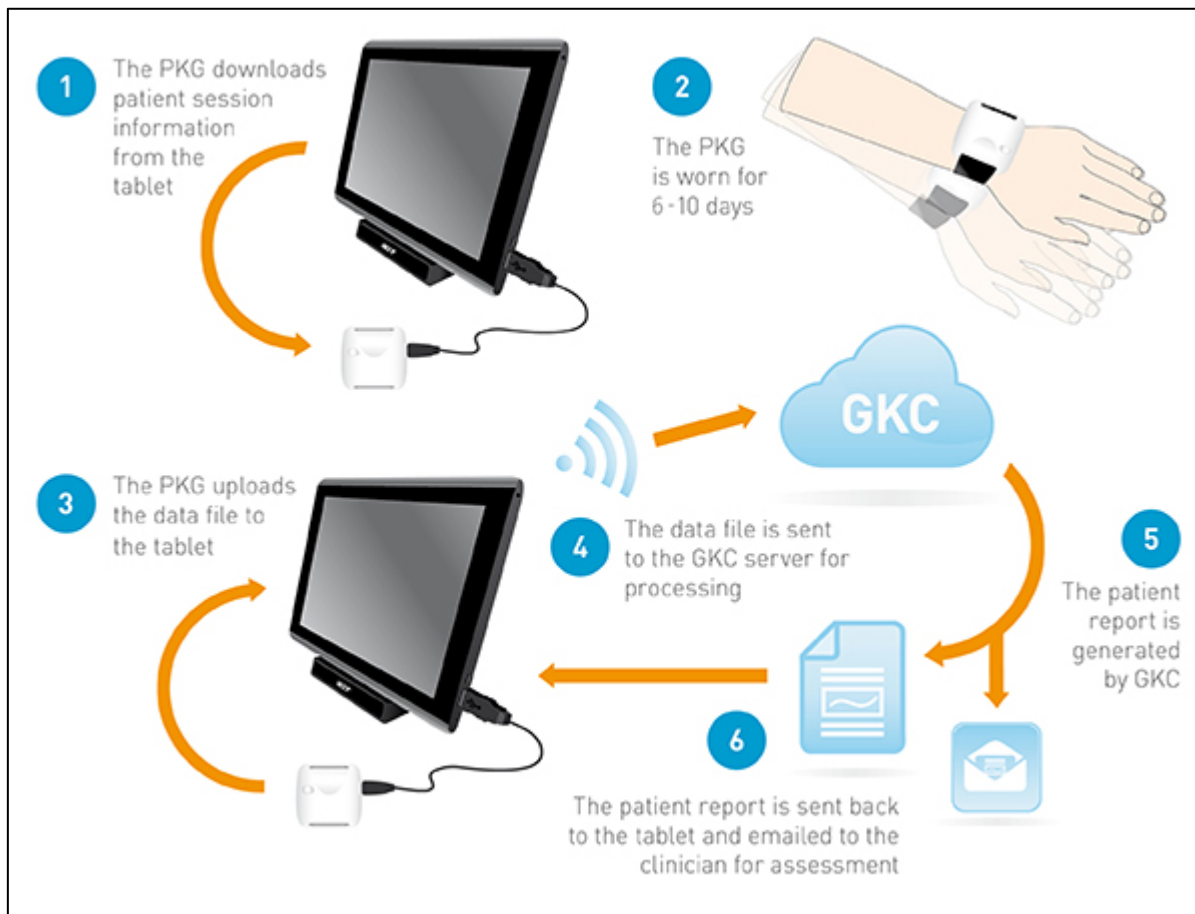 1
The PKG downloads
patient session
information
from the
tablet
2
The PKG
is worn for
6-10 days
GKC
3
The PKG uploads
the data file to
the tablet
4
The data file is sent
to the GKC server for
processing
5
The patient
report is
generated
by GKC
6
The patient report is sent back
to the tablet and emailed to the
clinician for assessment